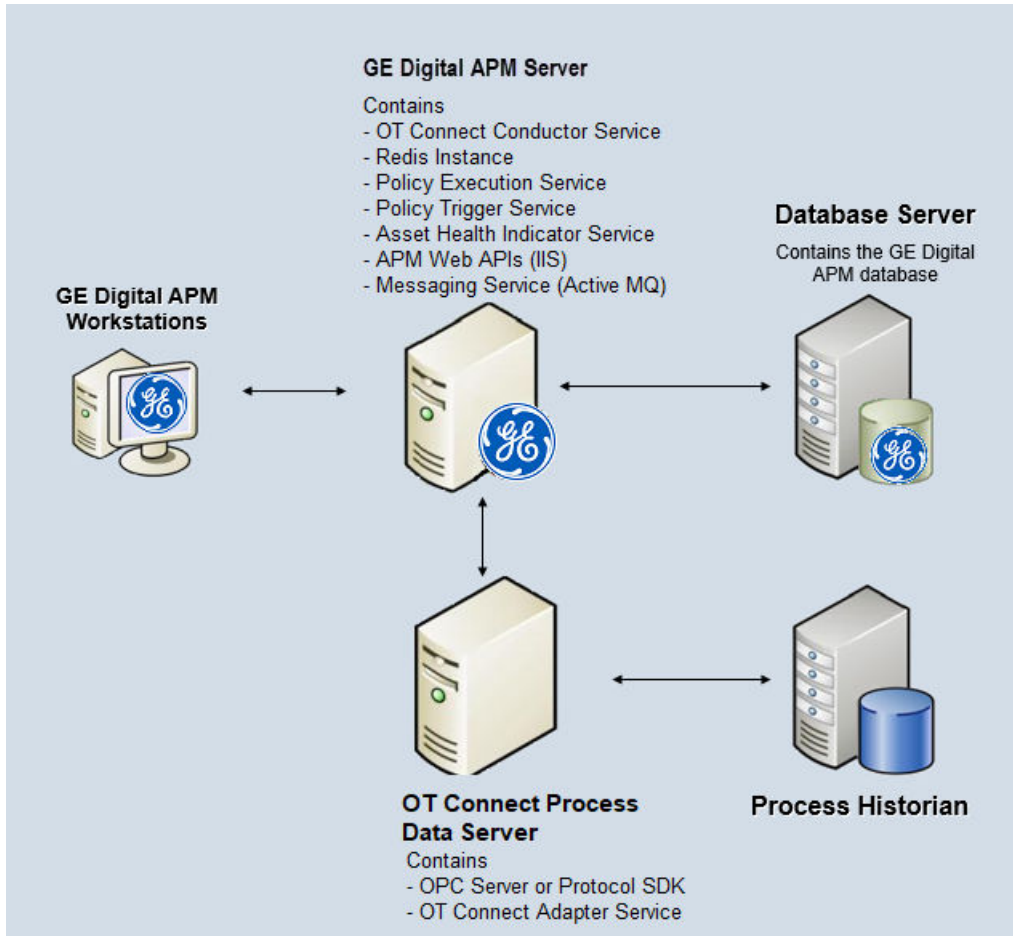 GE Digital APM Server
Contains
- OT Connect Conductor Service
- Redis Instance
- Policy Execution Service
- Policy Trigger Service
- Asset Health Indicator Service
- APM Web APIs (IIS)
- Messaging Service (Active MQ)
Database Server
Contains the GE Digital
APM database
GE Digital APM
Workstations
GE
GE
GE
OT Connect Process
Data Server
Contains
- OPC Server or Protocol SDK
- OT Connect Adapter Service
Process Historian